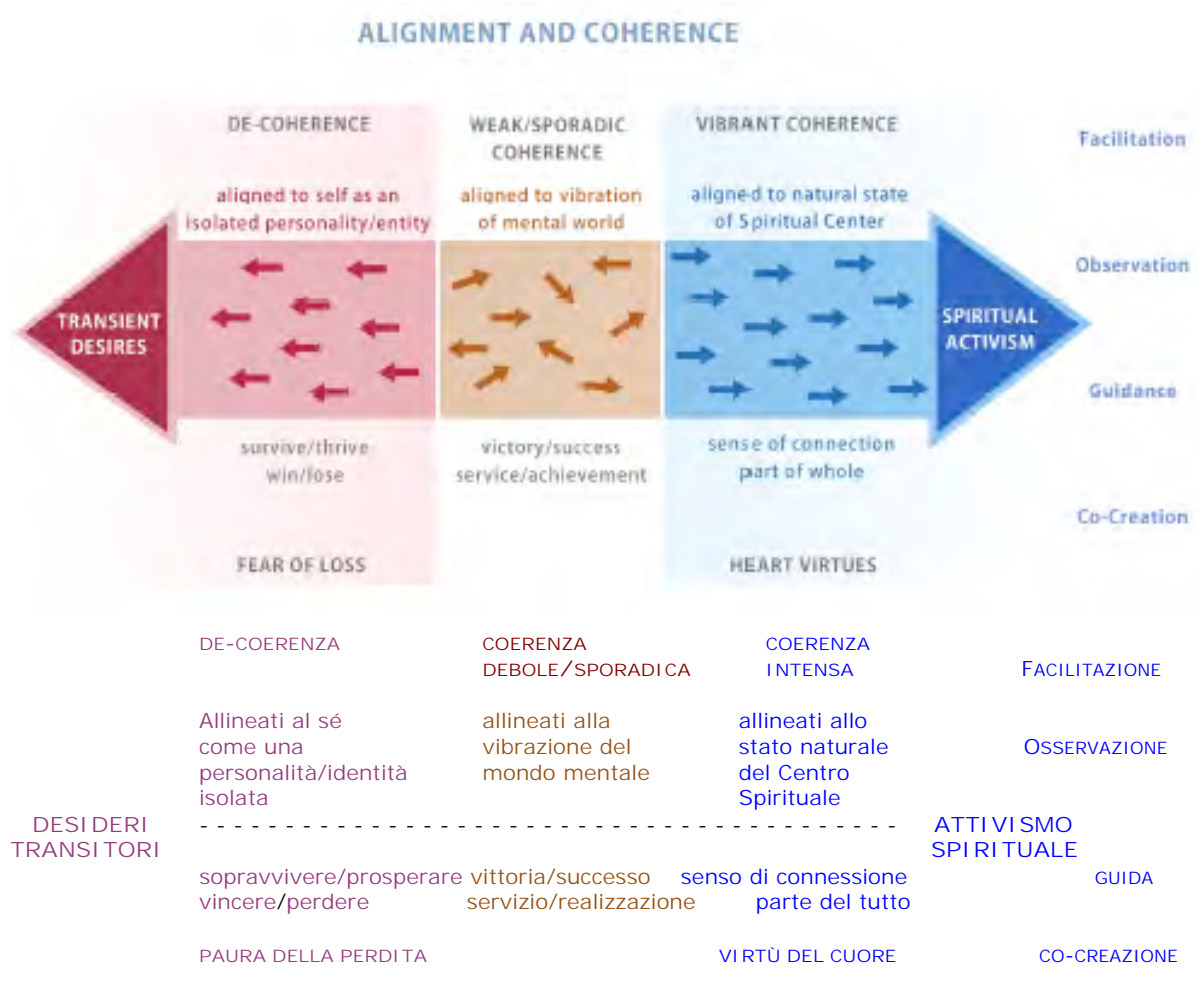 ALIGNMENT AND COHERENCE
DE-COHERENCE
WEAK/SPORADIC
COHERENCE
VIBRANT COHERENCE
Facilitation
aligned to self as an
isolated personality/entity
aligned to vibration
of mental world
aligned to natural state
of Spiritual Center
Observation
TRANSIENT
DESIRES
SPIRITUAL
ACTIVISM
Guidance
survive/thrive
win/lose
victory/success
service/achievement
sense of connection
part of whole
Co-Creation
FEAR OF LOSS
HEART VIRTUES
DE-COERENZA
COERENZA
DEBOLE/SPORADICA
COERENZA
INTENSA
FACILITAZIONE
Allineati al sé
come una
personalità/identità
isolata
allineati alla
vibrazione del
mondo mentale
allineati allo
stato naturale
del Centro
Spirituale
OSSERVAZIONE
DESIDERI
TRANSITORI
- - - - - - - - - - - - - - - - - - - - - - - - - - - - - - - - - - - - - - - - -
ATTIVISMO
SPIRITUALE
sopravvivere/prosperare
vincere/perdere
vittoria/successo
servizio/realizzazione
senso di connessione
parte del tutto
GUIDA
PAURA DELLA PERDITA
VIRTÙ DEL CUORE
CO-CREAZIONE